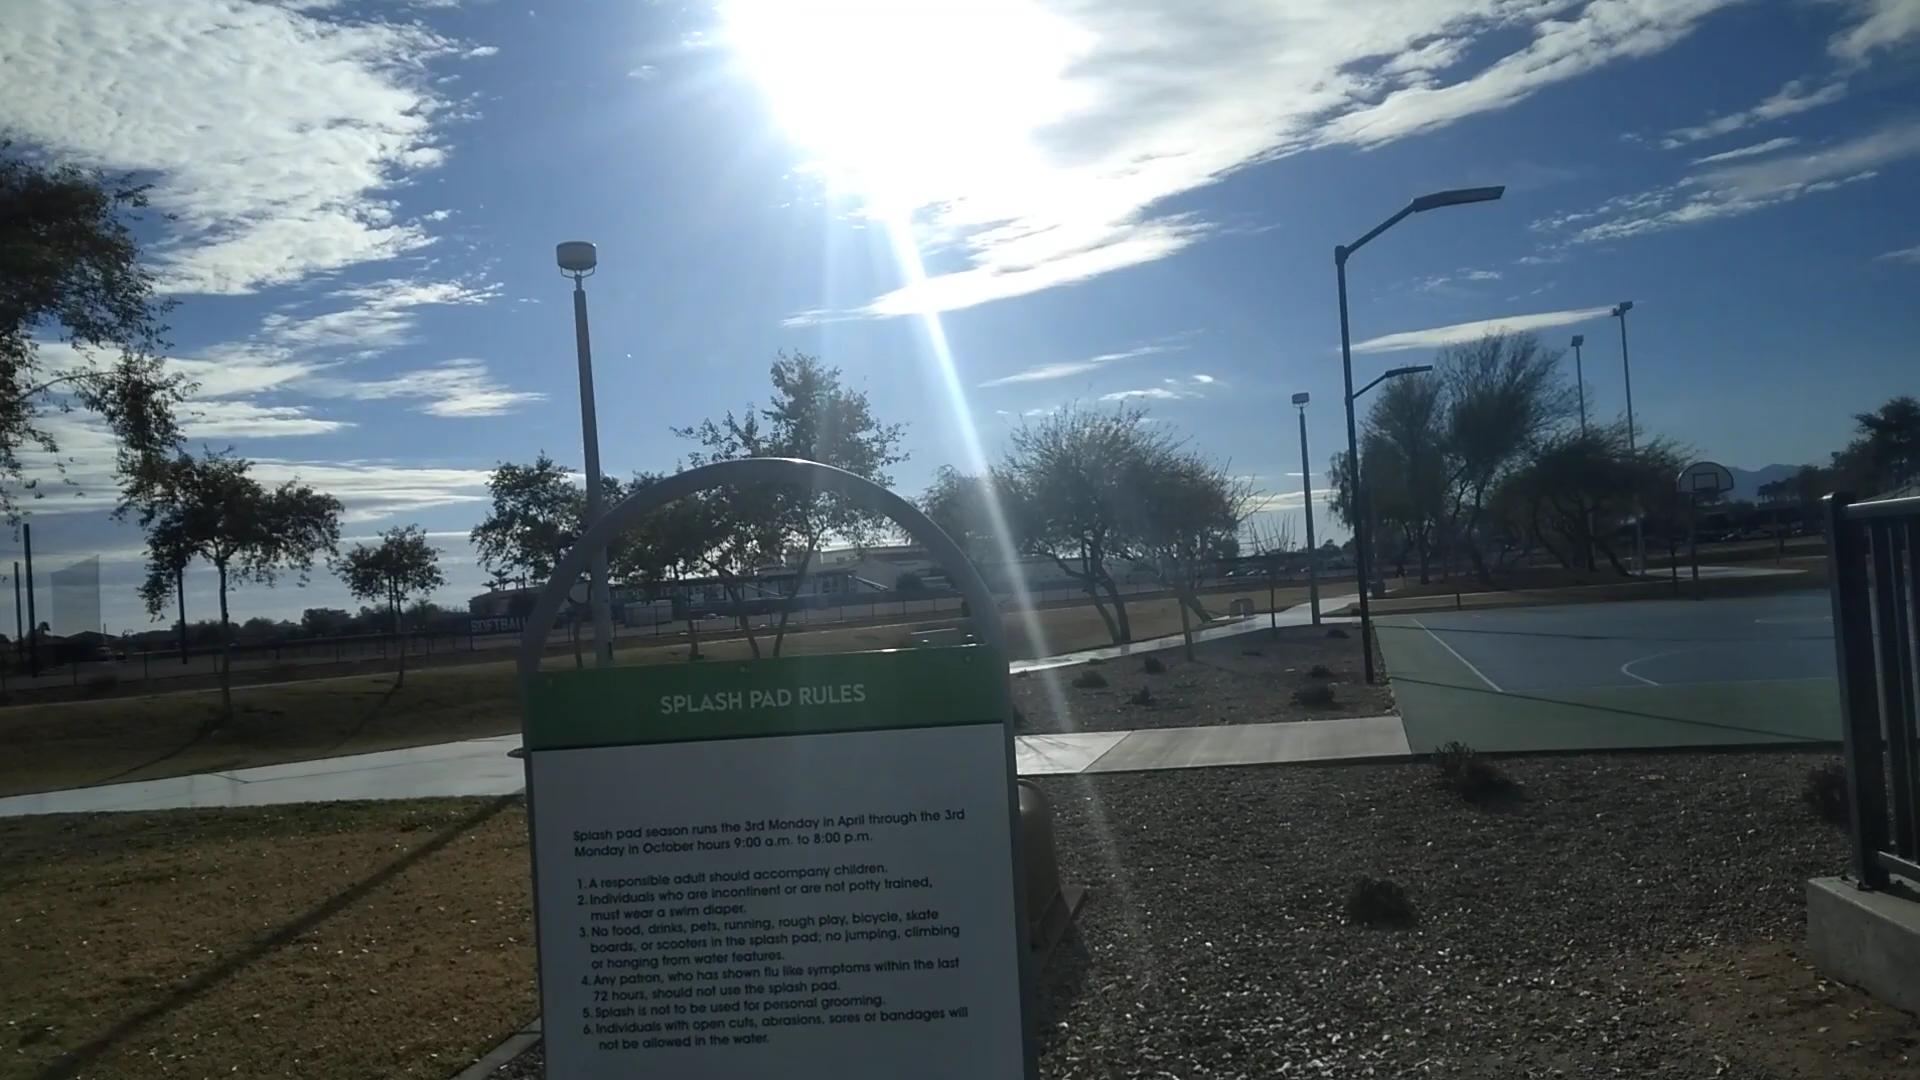 SOFTBALL
SPLASH PAD RULES
Splash pad season runs the 3rd Monday in April through the 3rd
Monday in October hours 9:00 a.m. to 8:00 p.m.
1. A responsible adult should accompany children.
2. Individuals who are incontinent or are not potty trained,
must wear a swim diaper.
3. No food, drinks, pets, running, rough play, bicycle, skate
boards, or scooters in the splash pad; no jumping, climbing
or hanging from water features.
4. Any patron, who has shown flu like symptoms within the last
72 hours, should not use the splash pad.
5. Splash is not to be used for personal grooming.
6. Individuals with open cuts, abrasions, sores or bandages will
not be allowed in the water.